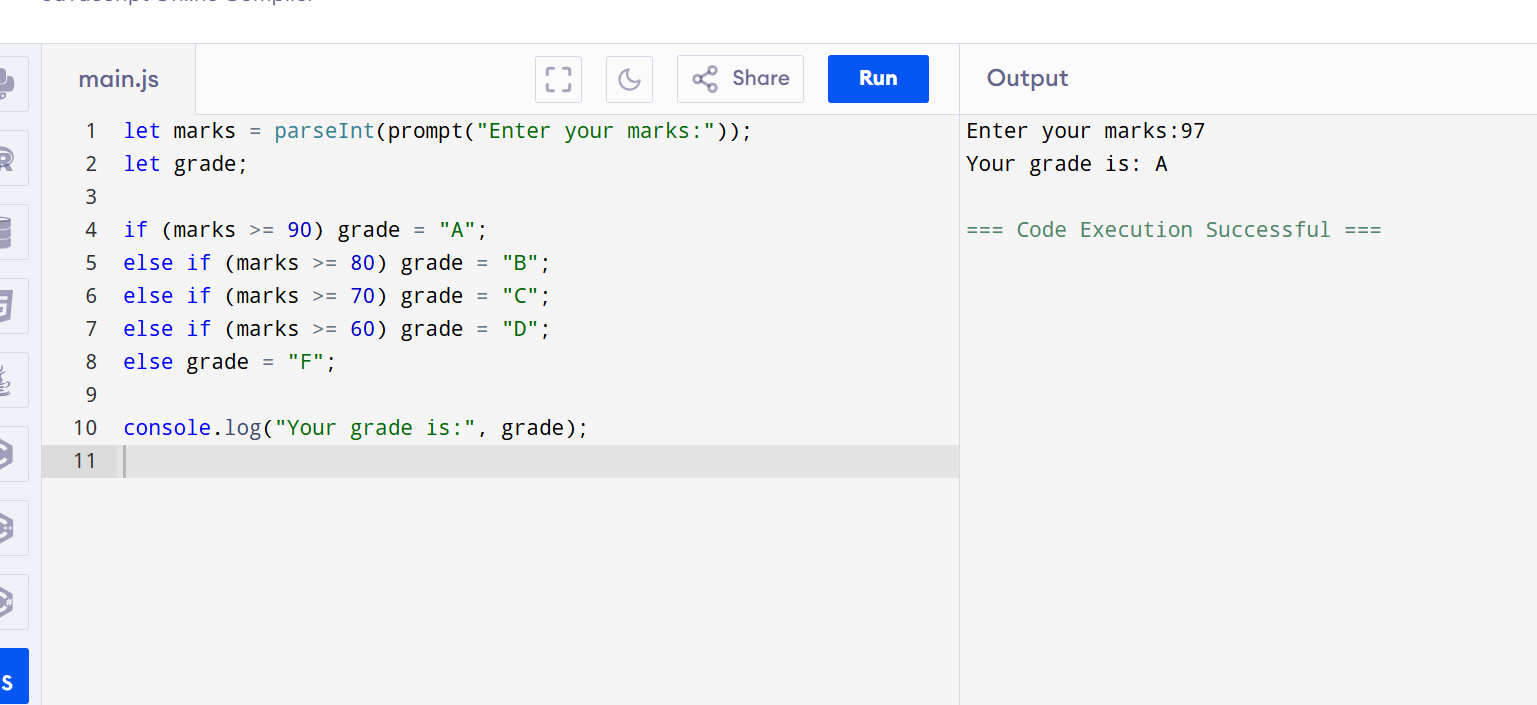 JavaScript Online Compiler
main.js
Share
Run
Output
1 let marks = parseInt(prompt("Enter your marks:"));
2 let grade;
3
4 if (marks >= 90) grade = "A";
5 else if (marks >= 80) grade = "B";
6 else if (marks >= 70) grade = "C";
7 else if (marks >= 60) grade = "D";
8 else grade = "F";
9
10 console.log("Your grade is:", grade);
11
Enter your marks:97
Your grade is: A
=== Code Execution Successful ===